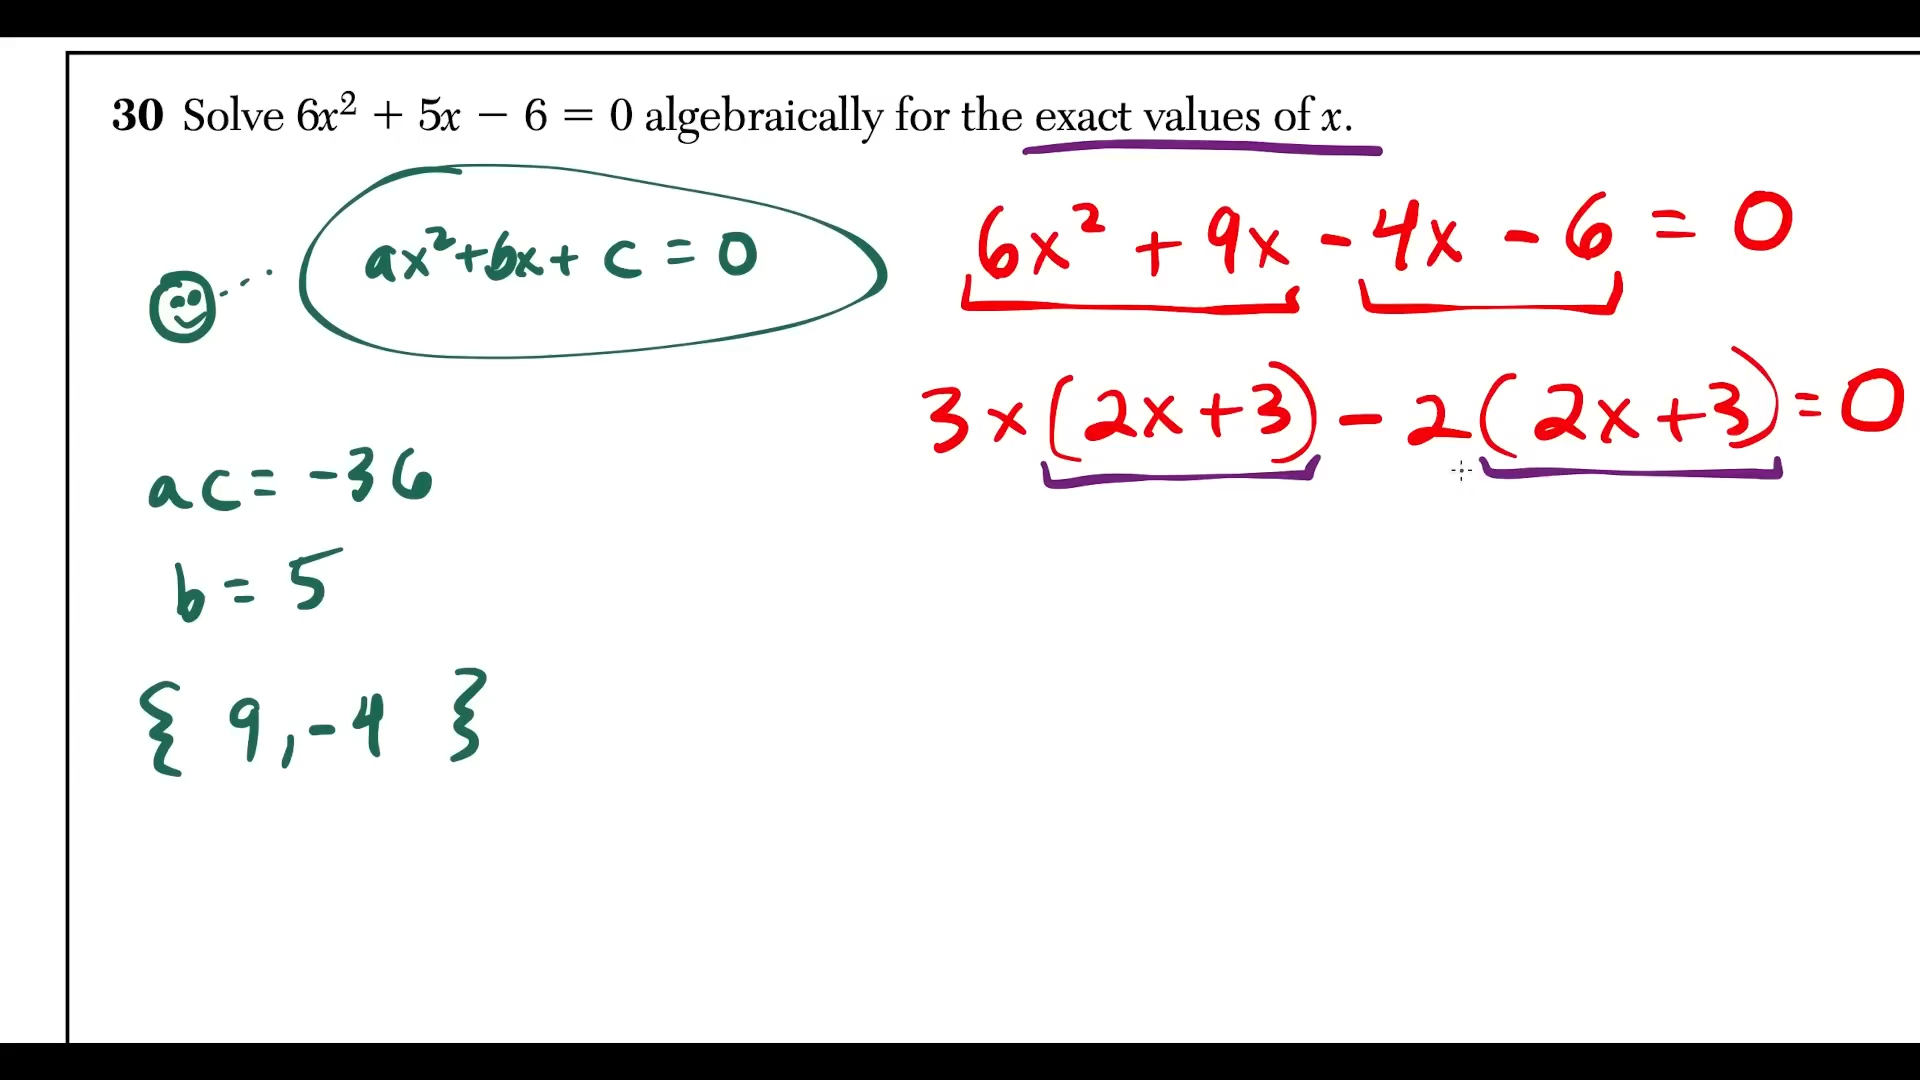 30 Solve 6x² + 5x − 6 = 0 algebraically for the exact values of x.
ax²+bx+ c = 0
6x² + 9x - 4x - 6 = 0
3x(2x+3) - 2(2x+3) = 0
ac = -36
b = 5
{ 9, -4 }